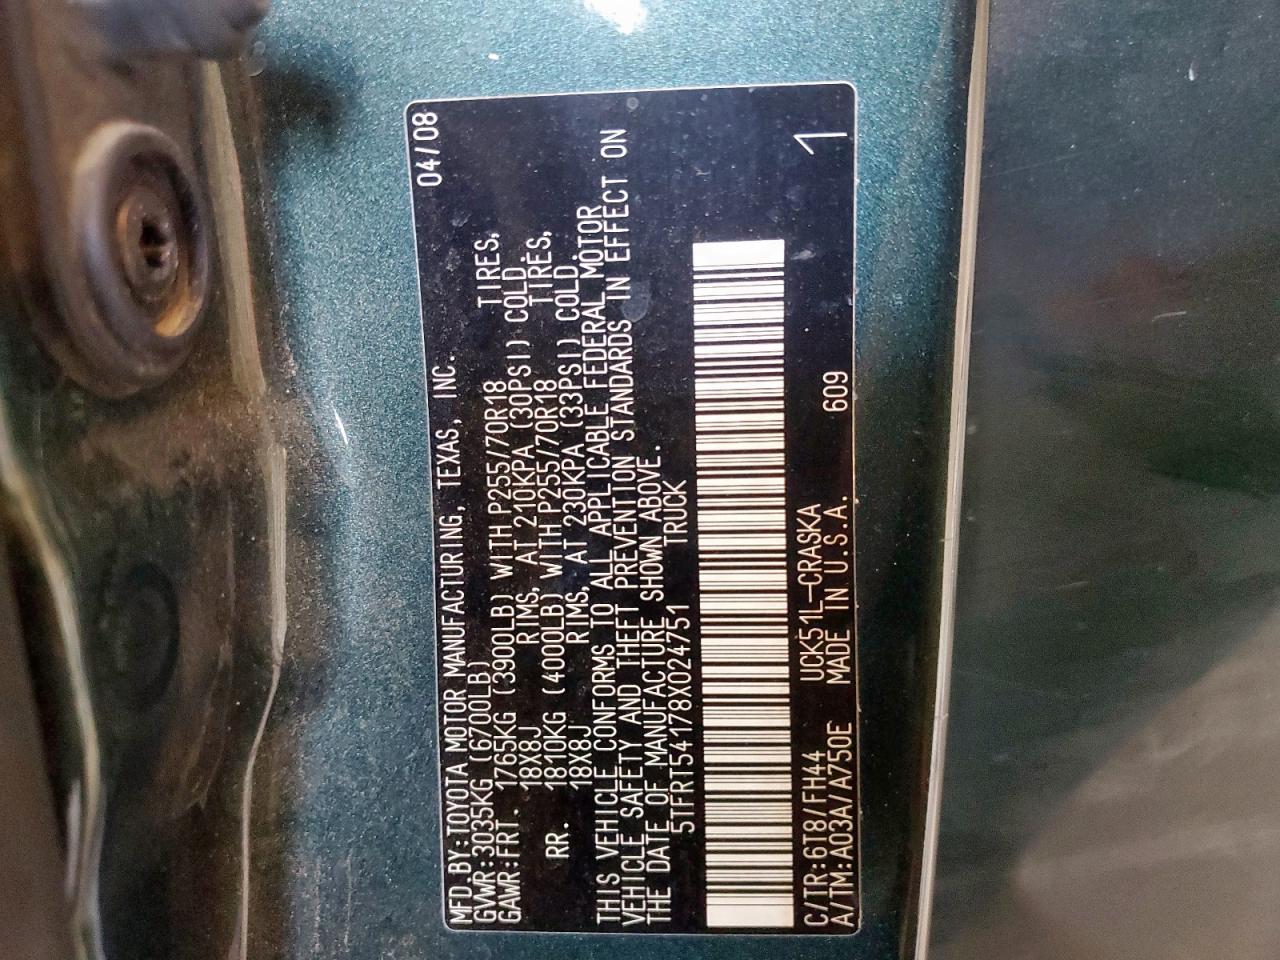 MFD.BY:TOYOTA MOTOR MANUFACTURING, TEXAS, INC. 04/08
GVWR:3035KG (6700LB)
GAWR:FRT. 1765KG (3900LB) WITH P255/70R18 TIRES,
18X8J RIMS, AT 210KPA (30PSI) COLD.
RR. 1810KG (4000LB) WITH P255/70R18 TIRES,
18X8J RIMS, AT 230KPA (33PSI) COLD.
THIS VEHICLE CONFORMS TO ALL APPLICABLE FEDERAL MOTOR
VEHICLE SAFETY AND THEFT PREVENTION STANDARDS IN EFFECT ON
THE DATE OF MANUFACTURE SHOWN ABOVE.
5TFRT54178X024751 TRUCK
C/TR:6T8/FH44 UCK51L-CRASKA
A/TM:A03A/A750E MADE IN U.S.A. 609 1